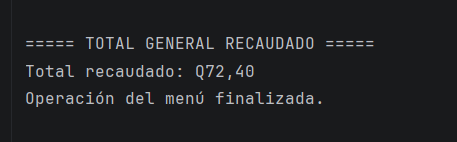 ===== TOTAL GENERAL RECAUDADO =====
Total recaudado: Q72,40
Operación del menú finalizada.